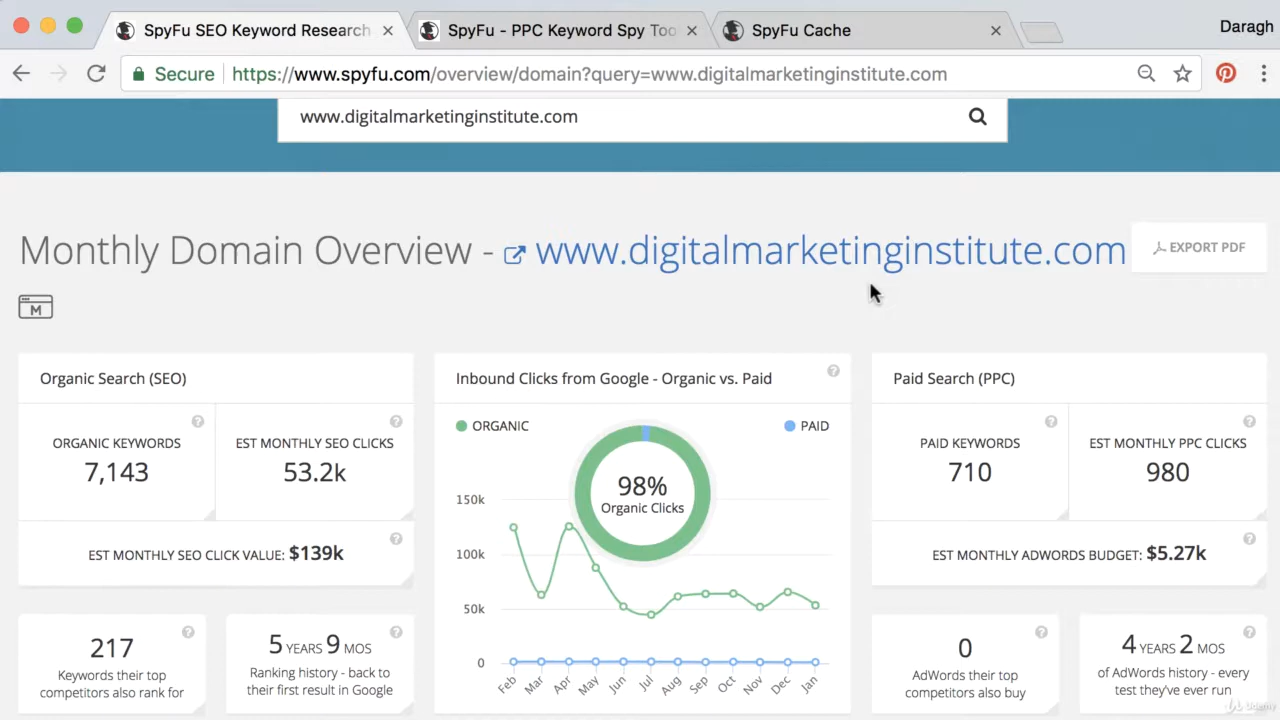 SpyFu SEO Keyword Research
SpyFu - PPC Keyword Spy Too
SpyFu Cache
Daragh
Secure
https://www.spyfu.com/overview/domain?query=www.digitalmarketinginstitute.com
www.digitalmarketinginstitute.com
Monthly Domain Overview - www.digitalmarketinginstitute.com
EXPORT PDF
M
Organic Search (SEO)
ORGANIC KEYWORDS
7,143
EST MONTHLY SEO CLICKS
53.2k
EST MONTHLY SEO CLICK VALUE: $139k
217
Keywords their top
competitors also rank for
5 YEARS 9 MOS
Ranking history - back to
their first result in Google
Inbound Clicks from Google - Organic vs. Paid
ORGANIC
PAID
98%
Organic Clicks
150k
100k
50k
0
Feb Mar Apr May Jun Jul Aug Sep Oct Nov Dec Jan
Paid Search (PPC)
PAID KEYWORDS
710
EST MONTHLY PPC CLICKS
980
EST MONTHLY ADWORDS BUDGET: $5.27k
0
AdWords their top
competitors also buy
4 YEARS 2 MOS
of AdWords history - every
test they've ever run
Udemy